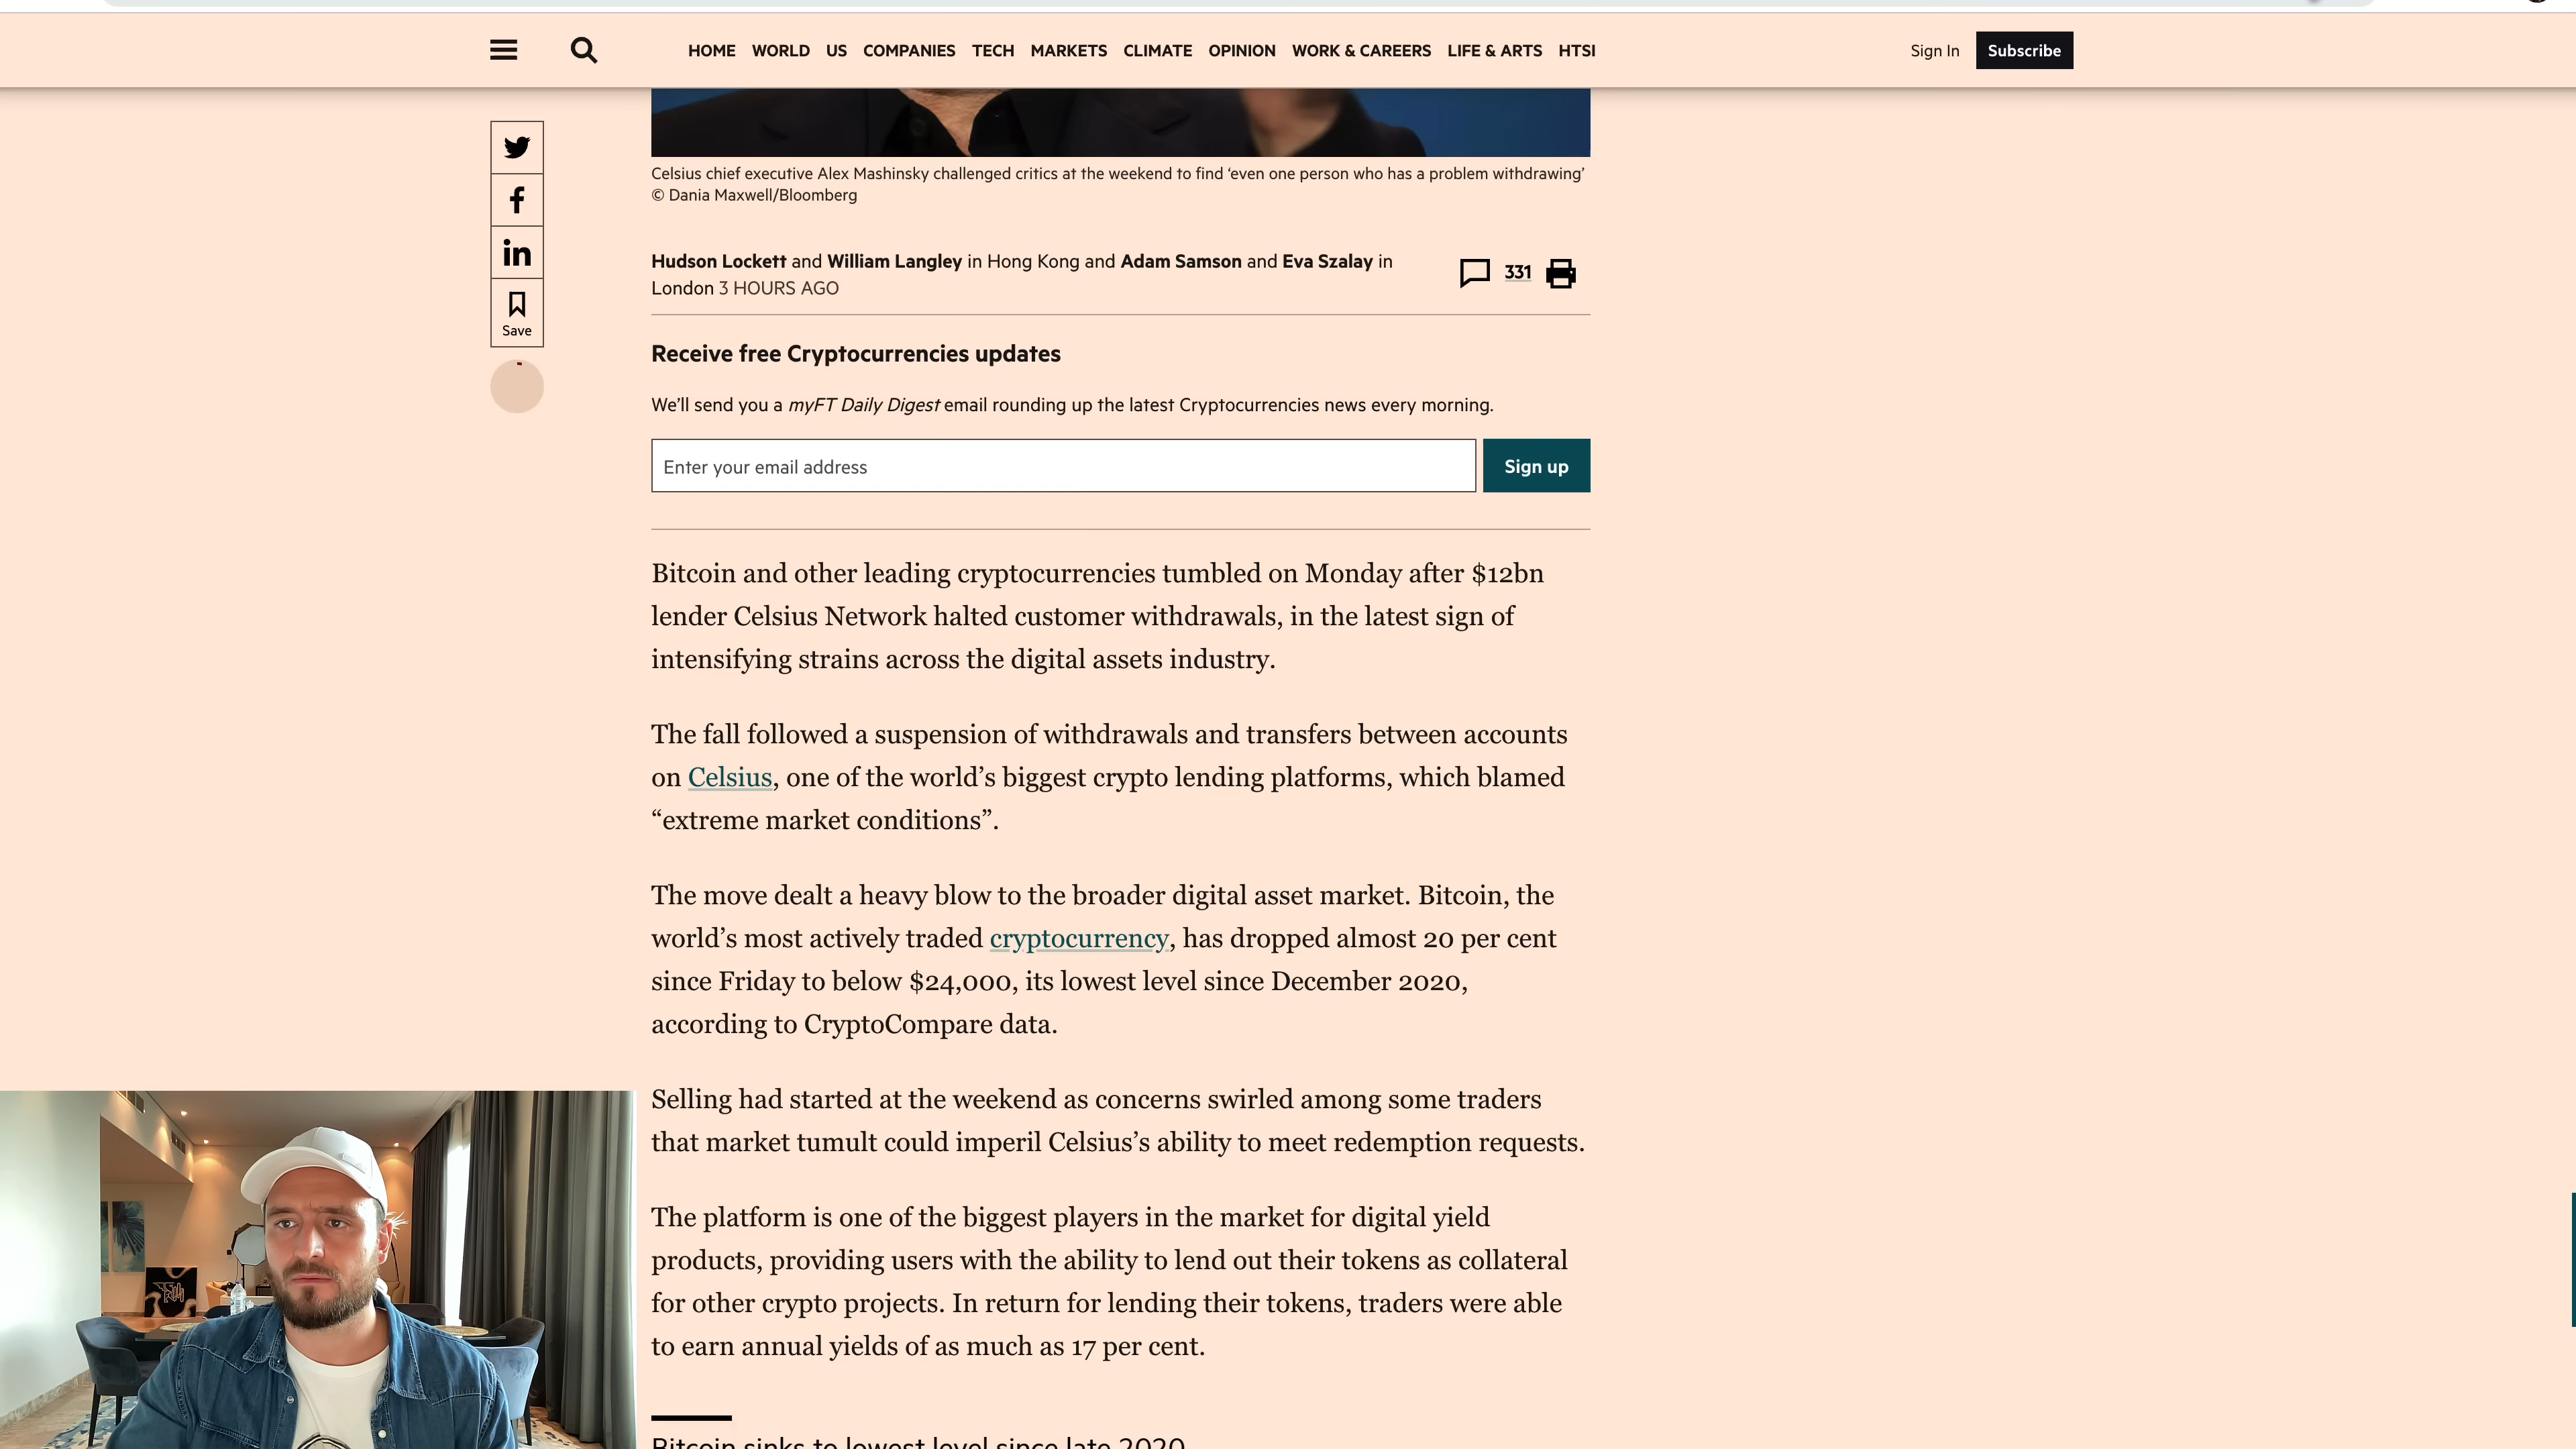 HOME WORLD US COMPANIES TECH MARKETS CLIMATE OPINION WORK & CAREERS LIFE & ARTS HTSI Sign In Subscribe
Celsius chief executive Alex Mashinsky challenged critics at the weekend to find ‘even one person who has a problem withdrawing’
© Dania Maxwell/Bloomberg
Hudson Lockett and William Langley in Hong Kong and Adam Samson and Eva Szalay in
London 3 HOURS AGO
331
Save
Receive free Cryptocurrencies updates
We’ll send you a myFT Daily Digest email rounding up the latest Cryptocurrencies news every morning.
Enter your email address
Sign up
Bitcoin and other leading cryptocurrencies tumbled on Monday after $12bn
lender Celsius Network halted customer withdrawals, in the latest sign of
intensifying strains across the digital assets industry.
The fall followed a suspension of withdrawals and transfers between accounts
on Celsius, one of the world’s biggest crypto lending platforms, which blamed
“extreme market conditions”.
The move dealt a heavy blow to the broader digital asset market. Bitcoin, the
world’s most actively traded cryptocurrency, has dropped almost 20 per cent
since Friday to below $24,000, its lowest level since December 2020,
according to CryptoCompare data.
Selling had started at the weekend as concerns swirled among some traders
that market tumult could imperil Celsius’s ability to meet redemption requests.
The platform is one of the biggest players in the market for digital yield
products, providing users with the ability to lend out their tokens as collateral
for other crypto projects. In return for lending their tokens, traders were able
to earn annual yields of as much as 17 per cent.
Bitcoin sinks to lowest level since late 2020